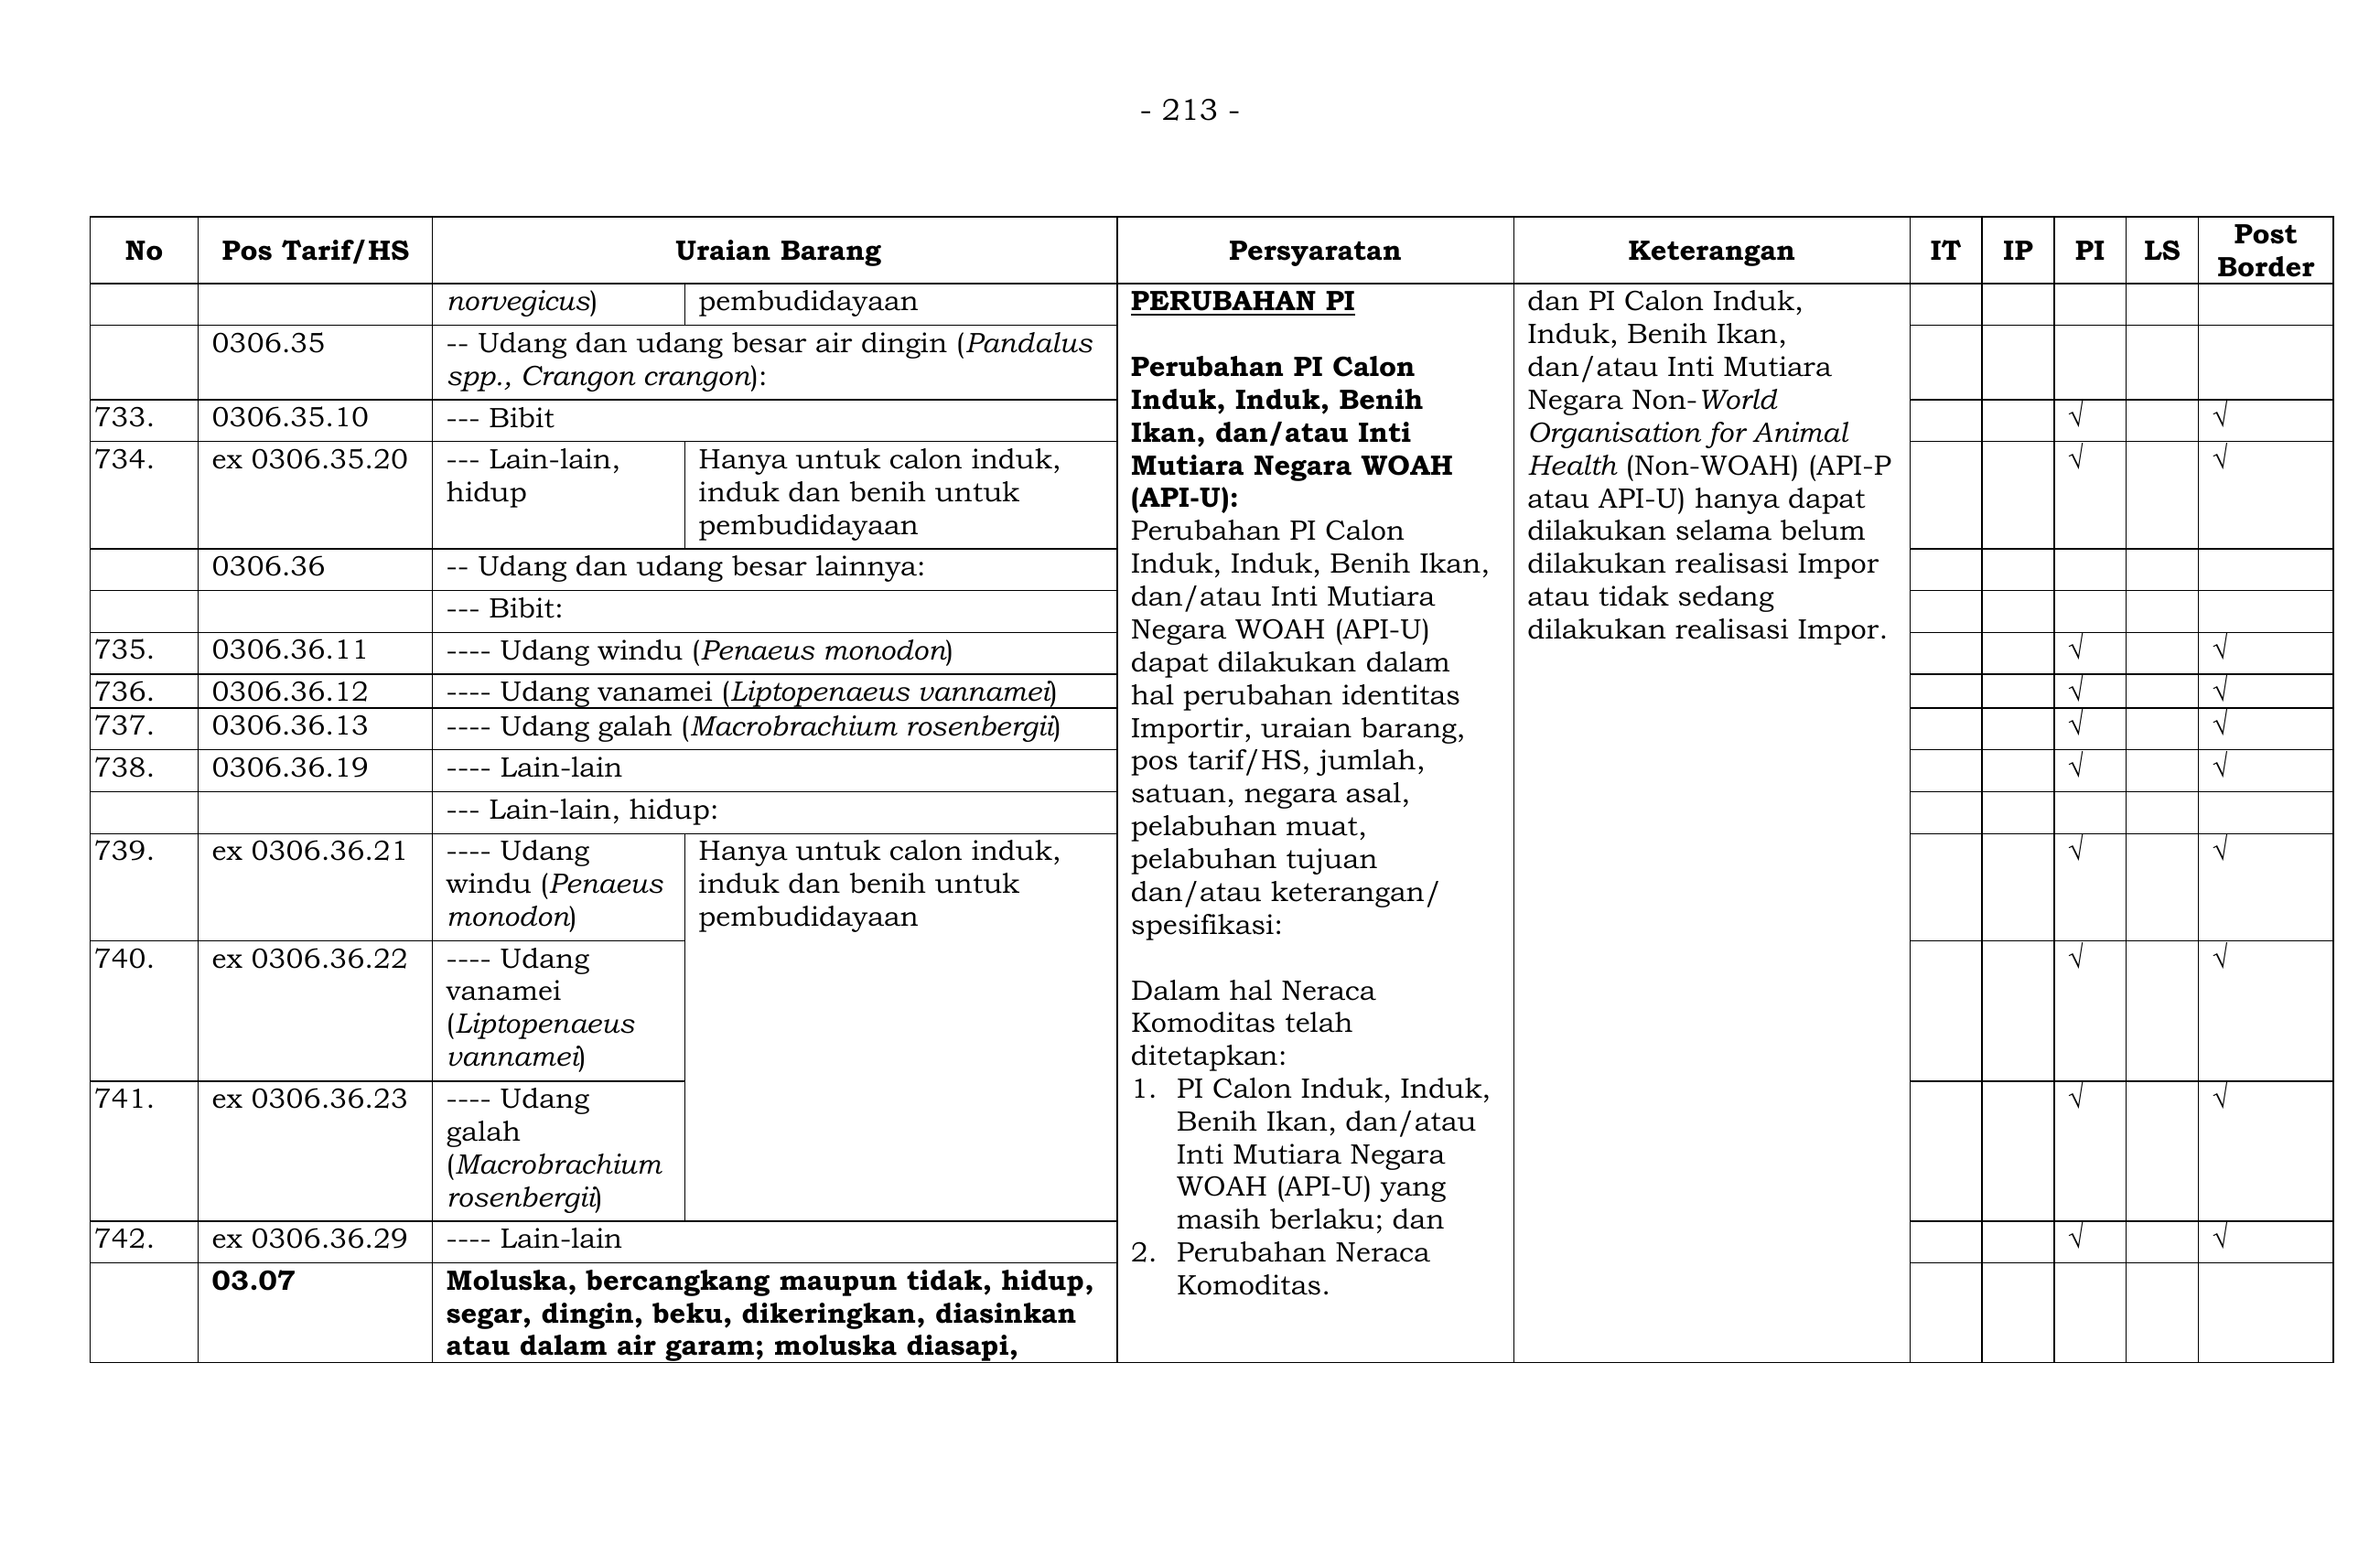 - 213 -
No Pos Tarif/HS Uraian Barang Persyaratan Keterangan IT IP PI LS Post Border
norvegicus) pembudidayaan
0306.35 -- Udang dan udang besar air dingin (Pandalus
spp., Crangon crangon):
733. 0306.35.10 --- Bibit √ √
734. ex 0306.35.20 --- Lain-lain, Hanya untuk calon induk, √ √
hidup induk dan benih untuk
pembudidayaan
0306.36 -- Udang dan udang besar lainnya:
--- Bibit:
735. 0306.36.11 ---- Udang windu (Penaeus monodon) √ √
736. 0306.36.12 ---- Udang vanamei (Liptopenaeus vannamei) √ √
737. 0306.36.13 ---- Udang galah (Macrobrachium rosenbergii) √ √
738. 0306.36.19 ---- Lain-lain √ √
--- Lain-lain, hidup:
739. ex 0306.36.21 ---- Udang Hanya untuk calon induk, √ √
windu (Penaeus induk dan benih untuk
monodon) pembudidayaan
740. ex 0306.36.22 ---- Udang √ √
vanamei
(Liptopenaeus
vannamei)
741. ex 0306.36.23 ---- Udang √ √
galah
(Macrobrachium
rosenbergii)
742. ex 0306.36.29 ---- Lain-lain √ √
03.07 Moluska, bercangkang maupun tidak, hidup,
segar, dingin, beku, dikeringkan, diasinkan
atau dalam air garam; moluska diasapi,
PERUBAHAN PI
Perubahan PI Calon
Induk, Induk, Benih
Ikan, dan/atau Inti
Mutiara Negara WOAH
(API-U):
Perubahan PI Calon
Induk, Induk, Benih Ikan,
dan/atau Inti Mutiara
Negara WOAH (API-U)
dapat dilakukan dalam
hal perubahan identitas
Importir, uraian barang,
pos tarif/HS, jumlah,
satuan, negara asal,
pelabuhan muat,
pelabuhan tujuan
dan/atau keterangan/
spesifikasi:
Dalam hal Neraca
Komoditas telah
ditetapkan:
1. PI Calon Induk, Induk,
Benih Ikan, dan/atau
Inti Mutiara Negara
WOAH (API-U) yang
masih berlaku; dan
2. Perubahan Neraca
Komoditas.
dan PI Calon Induk,
Induk, Benih Ikan,
dan/atau Inti Mutiara
Negara Non-World
Organisation for Animal
Health (Non-WOAH) (API-P
atau API-U) hanya dapat
dilakukan selama belum
dilakukan realisasi Impor
atau tidak sedang
dilakukan realisasi Impor.